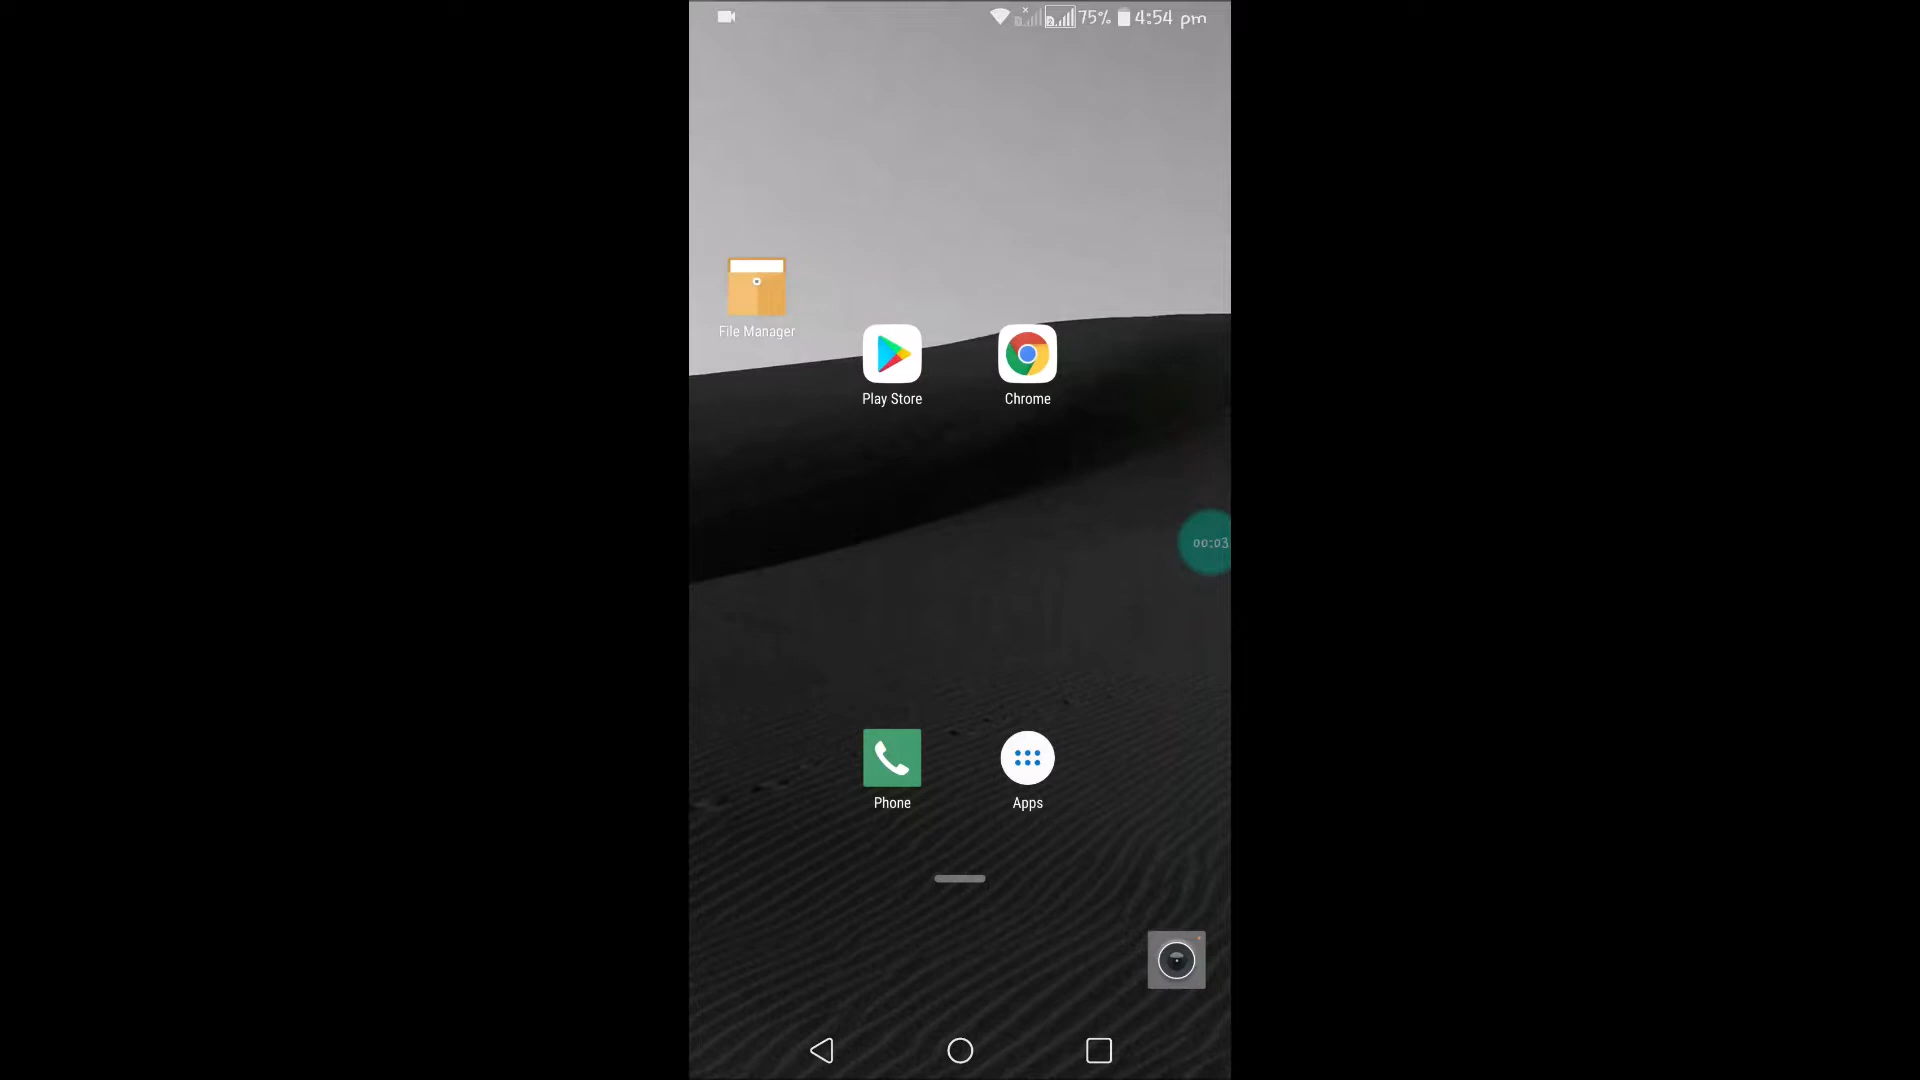 75% 4:54 pm
File Manager
Play Store
Chrome
00:03
Phone
Apps